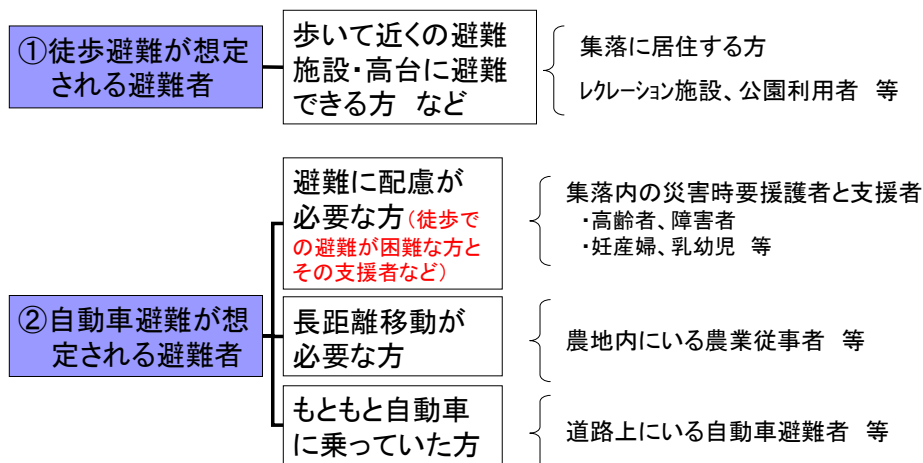 ①徒歩避難が想定
される避難者
歩いて近くの避難
施設・高台に避難
できる方　など
集落に居住する方
ﾚｸﾚｰｼｮﾝ施設、公園利用者　等
②自動車避難が想
定される避難者
避難に配慮が
必要な方（徒歩で
の避難が困難な方と
その支援者など）
集落内の災害時要援護者と支援者
・高齢者、障害者
・妊産婦、乳幼児　等
長距離移動が
必要な方
農地内にいる農業従事者　等
もともと自動車
に乗っていた方
道路上にいる自動車避難者　等